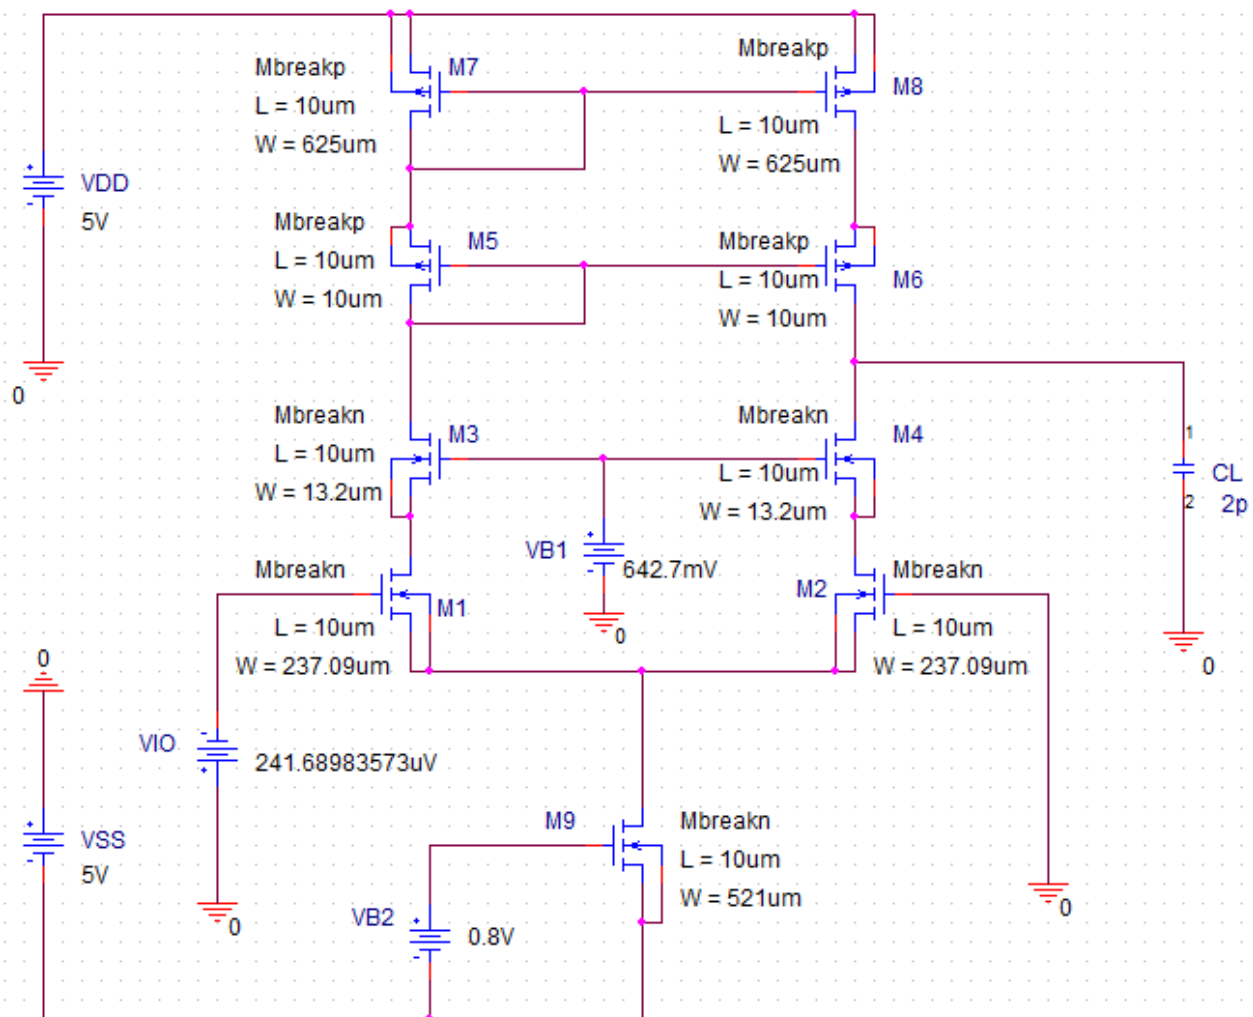 Mbreakp
M7
L = 10um
W = 625um
Mbreakp
M8
L = 10um
W = 625um
+
VDD
-
5V
0
Mbreakp
M5
L = 10um
W = 10um
Mbreakp
L = 10um
M6
W = 10um
Mbreakn
M3
L = 10um
W = 13.2um
Mbreakn
M4
L = 10um
W = 13.2um
1
CL
2
2p
0
+
VB1
-
642.7mV
0
Mbreakn
M1
L = 10um
W = 237.09um
M2
Mbreakn
L = 10um
W = 237.09um
0
-
VIO
+
241.68983573uV
0
0
+
VSS
-
5V
M9
Mbreakn
L = 10um
W = 521um
+
VB2
-
0.8V